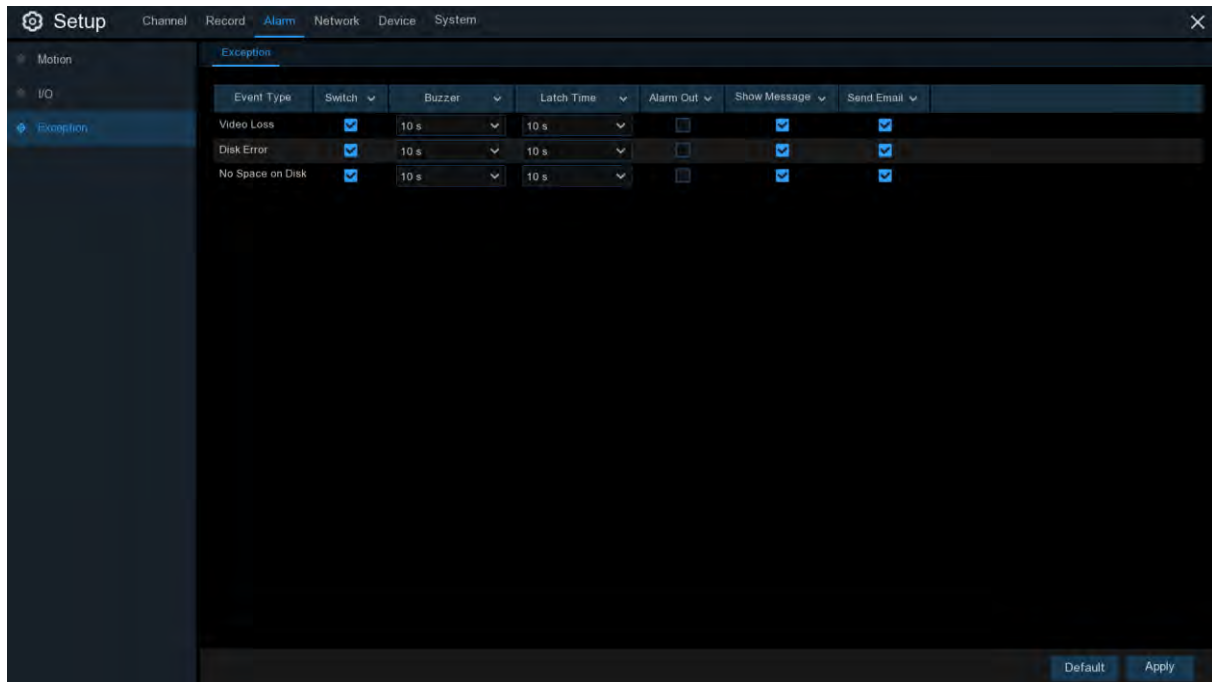 Setup Channel Record Alarm Network Device System
Motion
I/O
Exception
Exception
Event Type Switch Buzzer Latch Time Alarm Out Show Message Send Email
Video Loss 10 s 10 s
Disk Error 10 s 10 s
No Space on Disk 10 s 10 s
Default Apply